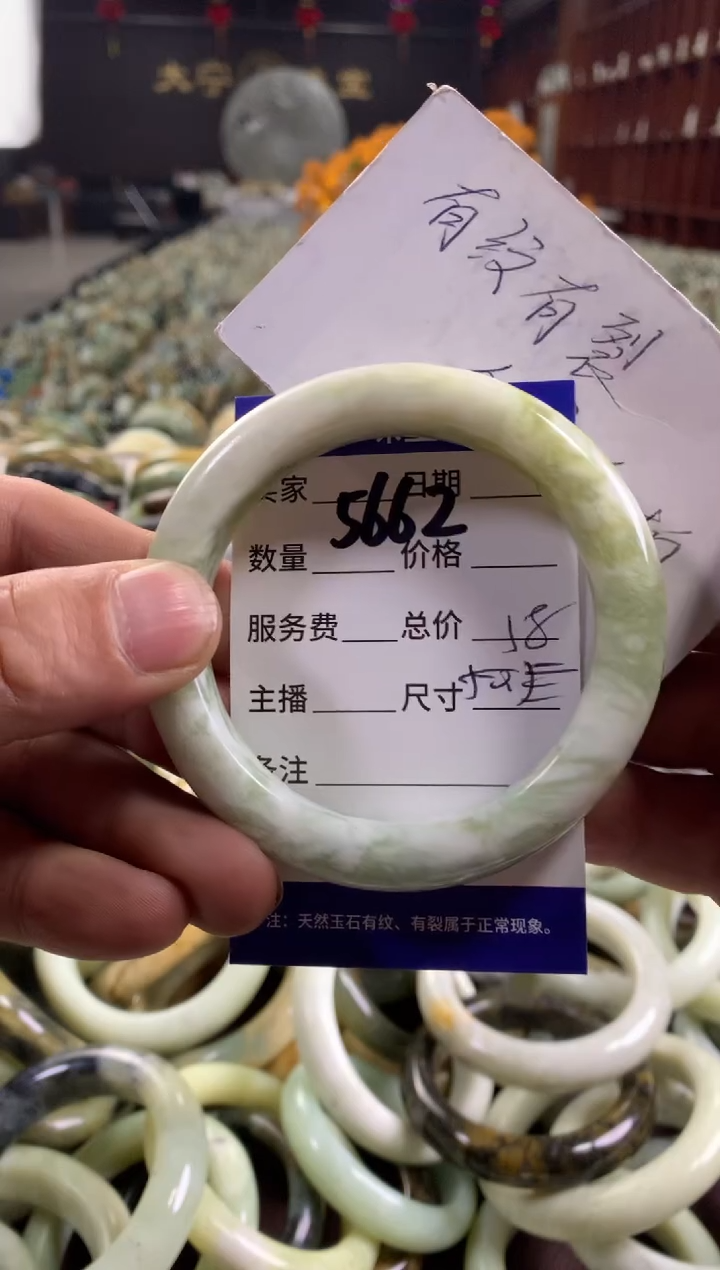 有纹有裂
家 日期
5662
数量 价格
服务费 总价 58
主播 尺寸
备注
注：天然玉石有纹、有裂属于正常现象。